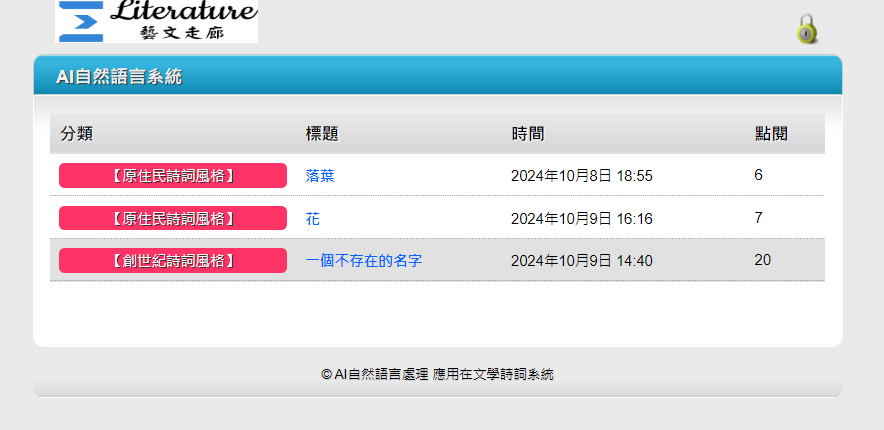 Literature
藝文走廊
AI自然語言系統
分類 標題 時間 點閱
【原住民詩詞風格】 落葉 2024年10月8日 18:55 6
【原住民詩詞風格】 花 2024年10月9日 16:16 7
【創世紀詩詞風格】 一個不存在的名字 2024年10月9日 14:40 20
© AI自然語言處理 應用在文學詩詞系統